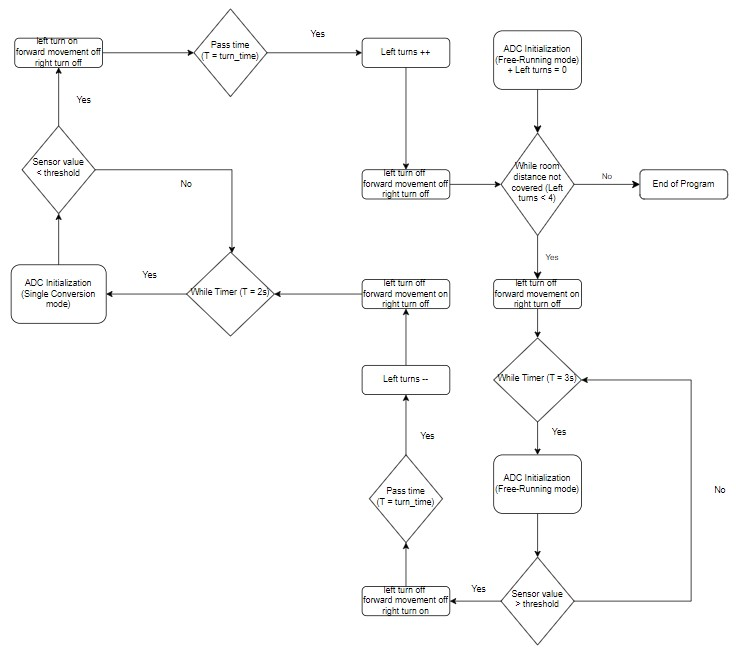 left turn on
forward movement off
right turn off
Pass time
(T = turn_time)
Yes
Left turns ++
ADC Initialization
(Free-Running mode)
+ Left turns = 0
Yes
Sensor value
< threshold
No
left turn off
forward movement off
right turn off
While room
distance not
covered (Left
turns < 4)
No
End of Program
Yes
ADC Initialization
(Single Conversion
mode)
Yes
While Timer (T = 2s)
left turn off
forward movement on
right turn off
left turn off
forward movement on
right turn off
Left turns --
While Timer (T = 3s)
Yes
Yes
Pass time
(T = turn_time)
ADC Initialization
(Free-Running mode)
No
left turn off
forward movement off
right turn on
Yes
Sensor value
> threshold